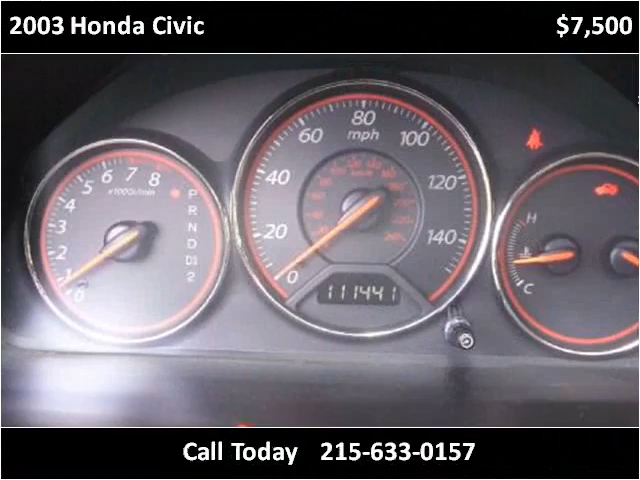 2003 Honda Civic $7,500
80
60 mph 100
40 120
20 140
0
111441
5 6 7 8
4 x1000r/min
3
2
1
0
P
R
N
D
D3
2
H
C
Call Today 215-633-0157